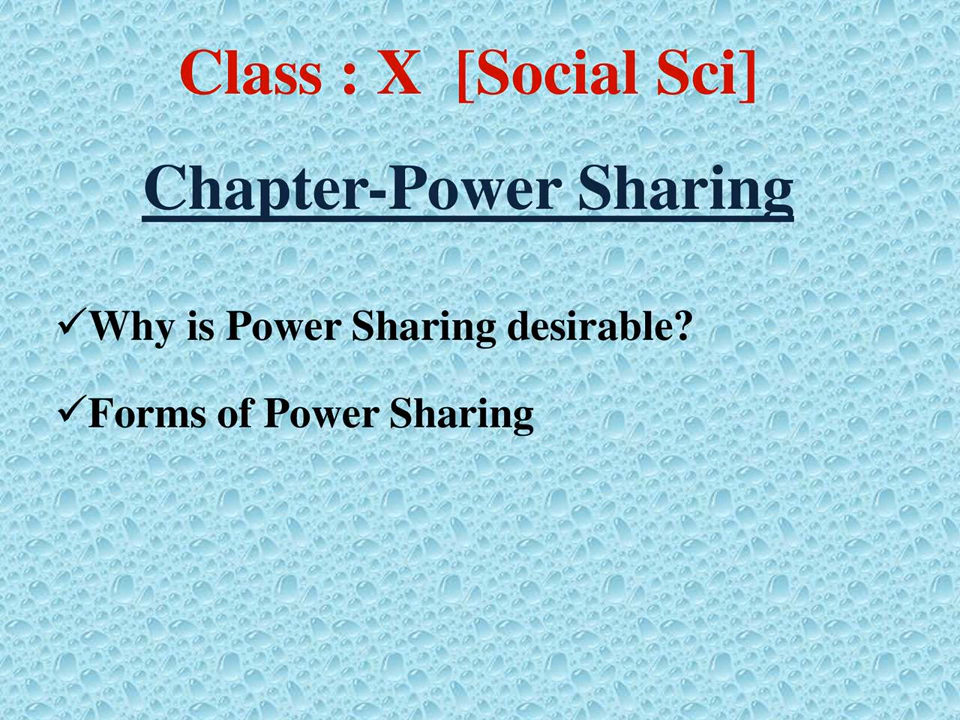 Class : X [Social Sci]
Chapter-Power Sharing
✓Why is Power Sharing desirable?
✓Forms of Power Sharing